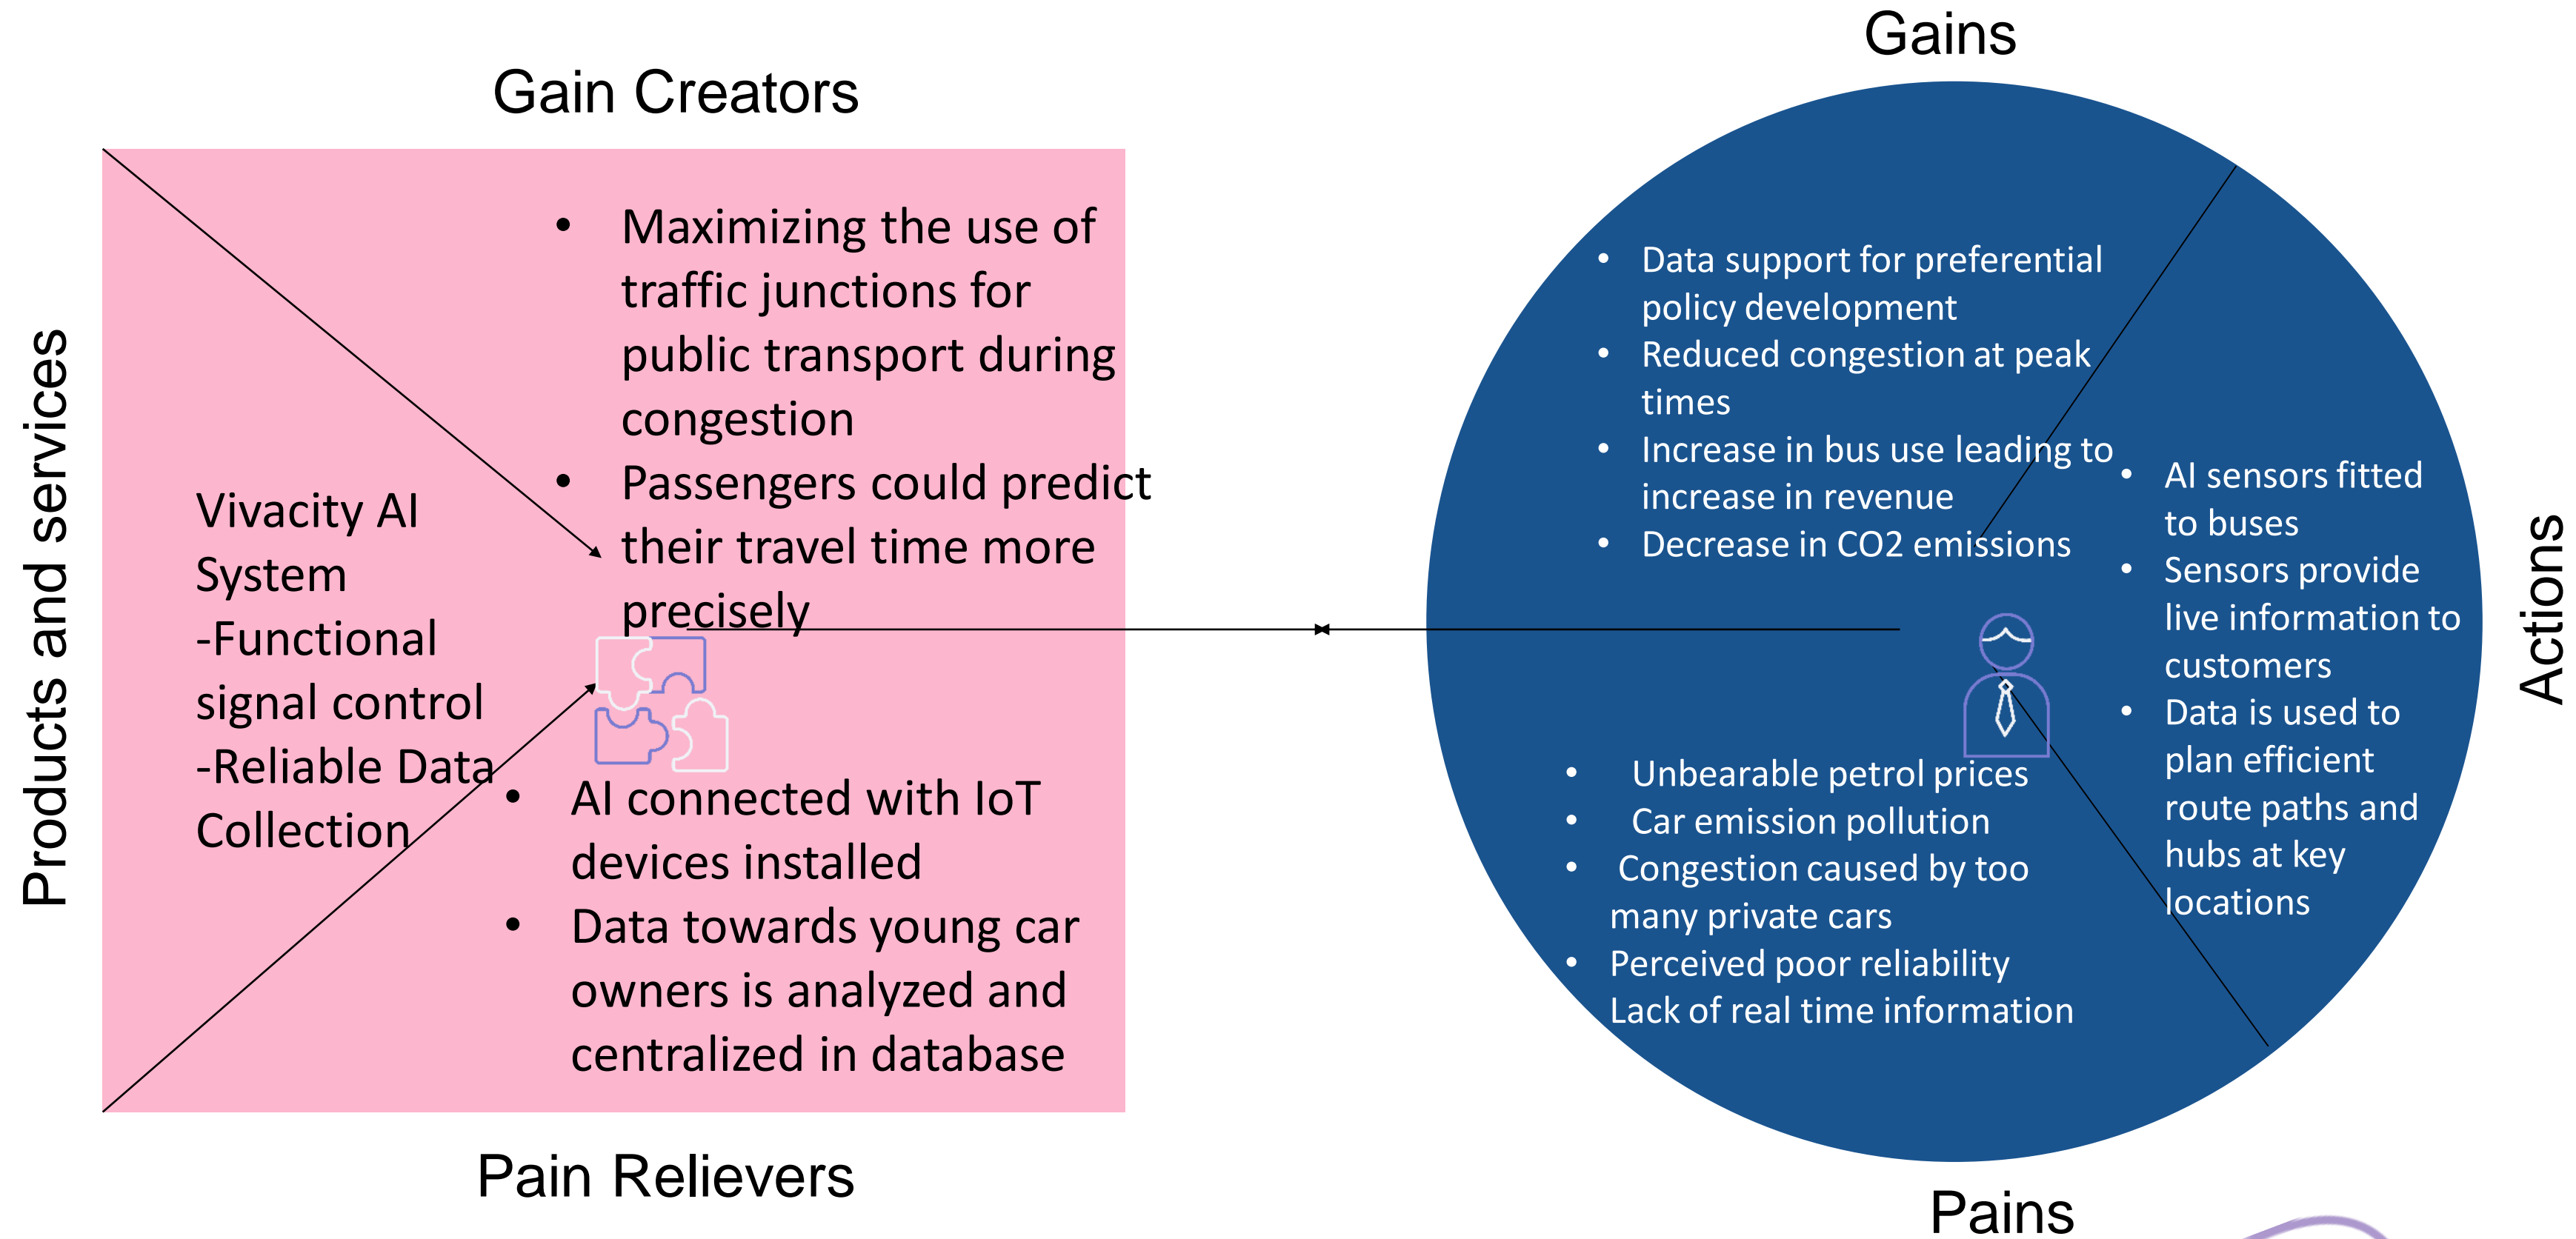 Gain Creators
Products and services
Vivacity AI
System
-Functional
signal control
-Reliable Data
Collection
• Maximizing the use of
traffic junctions for
public transport during
congestion
• Passengers could predict
their travel time more
precisely
• AI connected with IoT
devices installed
• Data towards young car
owners is analyzed and
centralized in database
Pain Relievers
Gains
• Data support for preferential
policy development
• Reduced congestion at peak
times
• Increase in bus use leading to
increase in revenue
• Decrease in CO2 emissions
• AI sensors fitted
to buses
• Sensors provide
live information to
customers
• Data is used to
plan efficient
route paths and
hubs at key
locations
Actions
• Unbearable petrol prices
• Car emission pollution
• Congestion caused by too
many private cars
• Perceived poor reliability
Lack of real time information
Pains